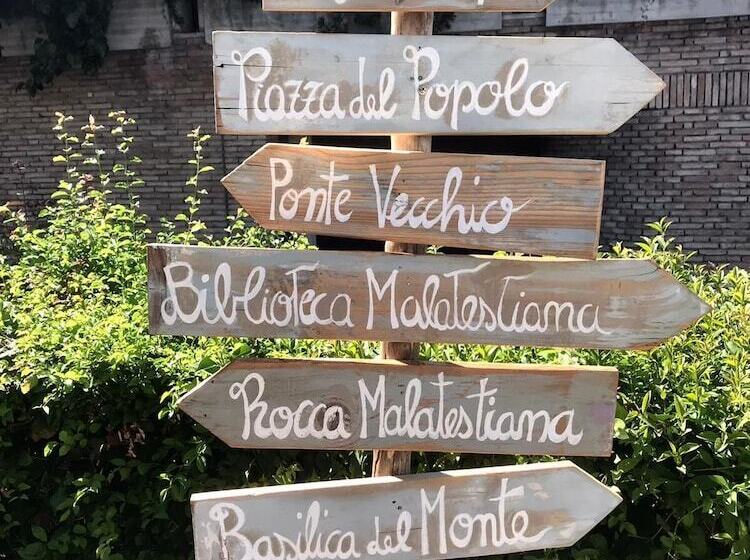 Piazza del Popolo
Ponte Vecchio
Biblioteca Malatestiana
Rocca Malatestiana
Basilica del Monte